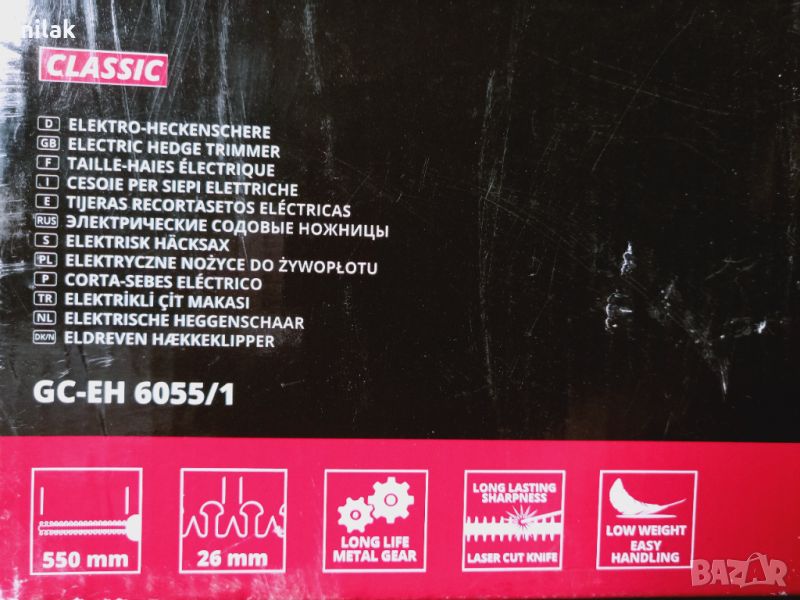 nilak
CLASSIC
D ELEKTRO-HECKENSCHERE
GB ELECTRIC HEDGE TRIMMER
F TAILLE-HAIES ÉLECTRIQUE
I CESOIE PER SIEPI ELETTRICHE
E TIJERAS RECORTASETOS ELÉCTRICAS
RUS ЭЛЕКТРИЧЕСКИЕ СОДОВЫЕ НОЖНИЦЫ
S ELEKTRISK HÄCKSAX
PL ELEKTRYCZNE NOŻYCE DO ŻYWOPŁOTU
P CORTA-SEBES ELÉCTRICO
TR ELEKTRİKLİ ÇİT MAKASI
NL ELEKTRISCHE HEGGENSCHAAR
DK/N ELDREVEN HÆKKEKLIPPER
GC-EH 6055/1
550 mm
26 mm
LONG LIFE
METAL GEAR
LONG LASTING
SHARPNESS
LASER CUT KNIFE
LOW WEIGHT
EASY
HANDLING
BAZAR